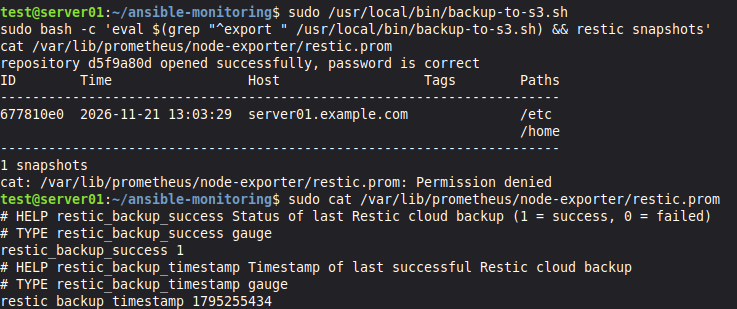 test@server01:~/ansible-monitoring$ sudo /usr/local/bin/backup-to-s3.sh
sudo bash -c 'eval $(grep "^export " /usr/local/bin/backup-to-s3.sh) && restic snapshots'
cat /var/lib/prometheus/node-exporter/restic.prom
repository d5f9a80d opened successfully, password is correct
ID        Time                 Host                  Tags        Paths
----------------------------------------------------------------------
677810e0  2026-11-21 13:03:29  server01.example.com              /etc
                                                                 /home
----------------------------------------------------------------------
1 snapshots
cat: /var/lib/prometheus/node-exporter/restic.prom: Permission denied
test@server01:~/ansible-monitoring$ sudo cat /var/lib/prometheus/node-exporter/restic.prom
# HELP restic_backup_success Status of last Restic cloud backup (1 = success, 0 = failed)
# TYPE restic_backup_success gauge
restic_backup_success 1
# HELP restic_backup_timestamp Timestamp of last successful Restic cloud backup
# TYPE restic_backup_timestamp gauge
restic_backup_timestamp 1795255434